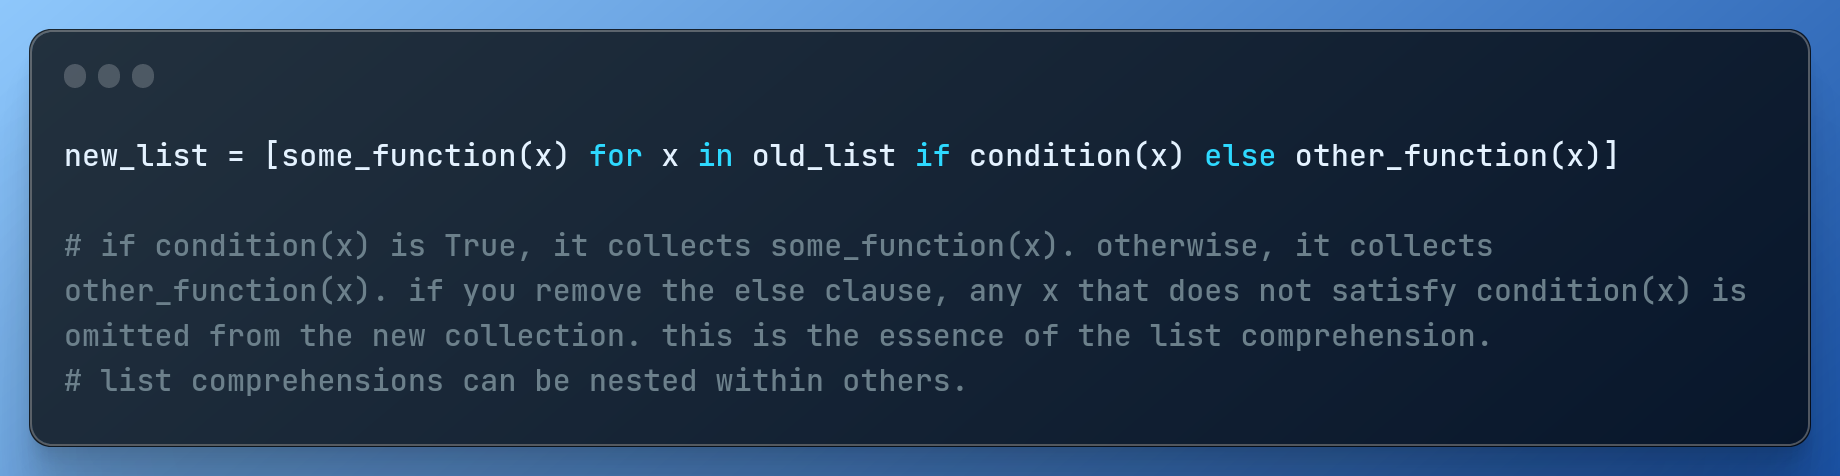 new_list = [some_function(x) for x in old_list if condition(x) else other_function(x)]
# if condition(x) is True, it collects some_function(x). otherwise, it collects
other_function(x). if you remove the else clause, any x that does not satisfy condition(x) is
omitted from the new collection. this is the essence of the list comprehension.
# list comprehensions can be nested within others.